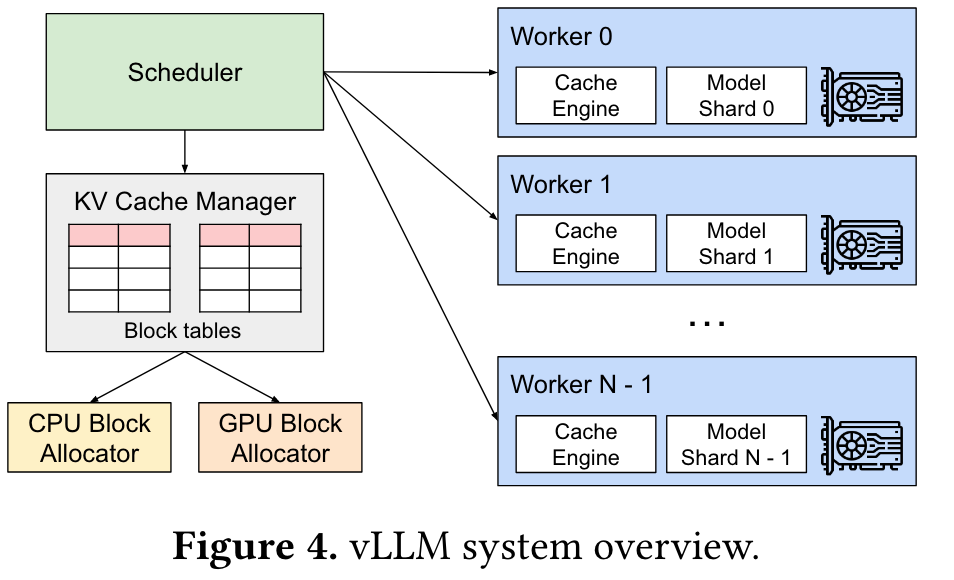 Scheduler
KV Cache Manager
Block tables
CPU Block
Allocator
GPU Block
Allocator
Worker 0
Cache
Engine
Model
Shard 0
Worker 1
Cache
Engine
Model
Shard 1
...
Worker N - 1
Cache
Engine
Model
Shard N - 1
Figure 4. vLLM system overview.